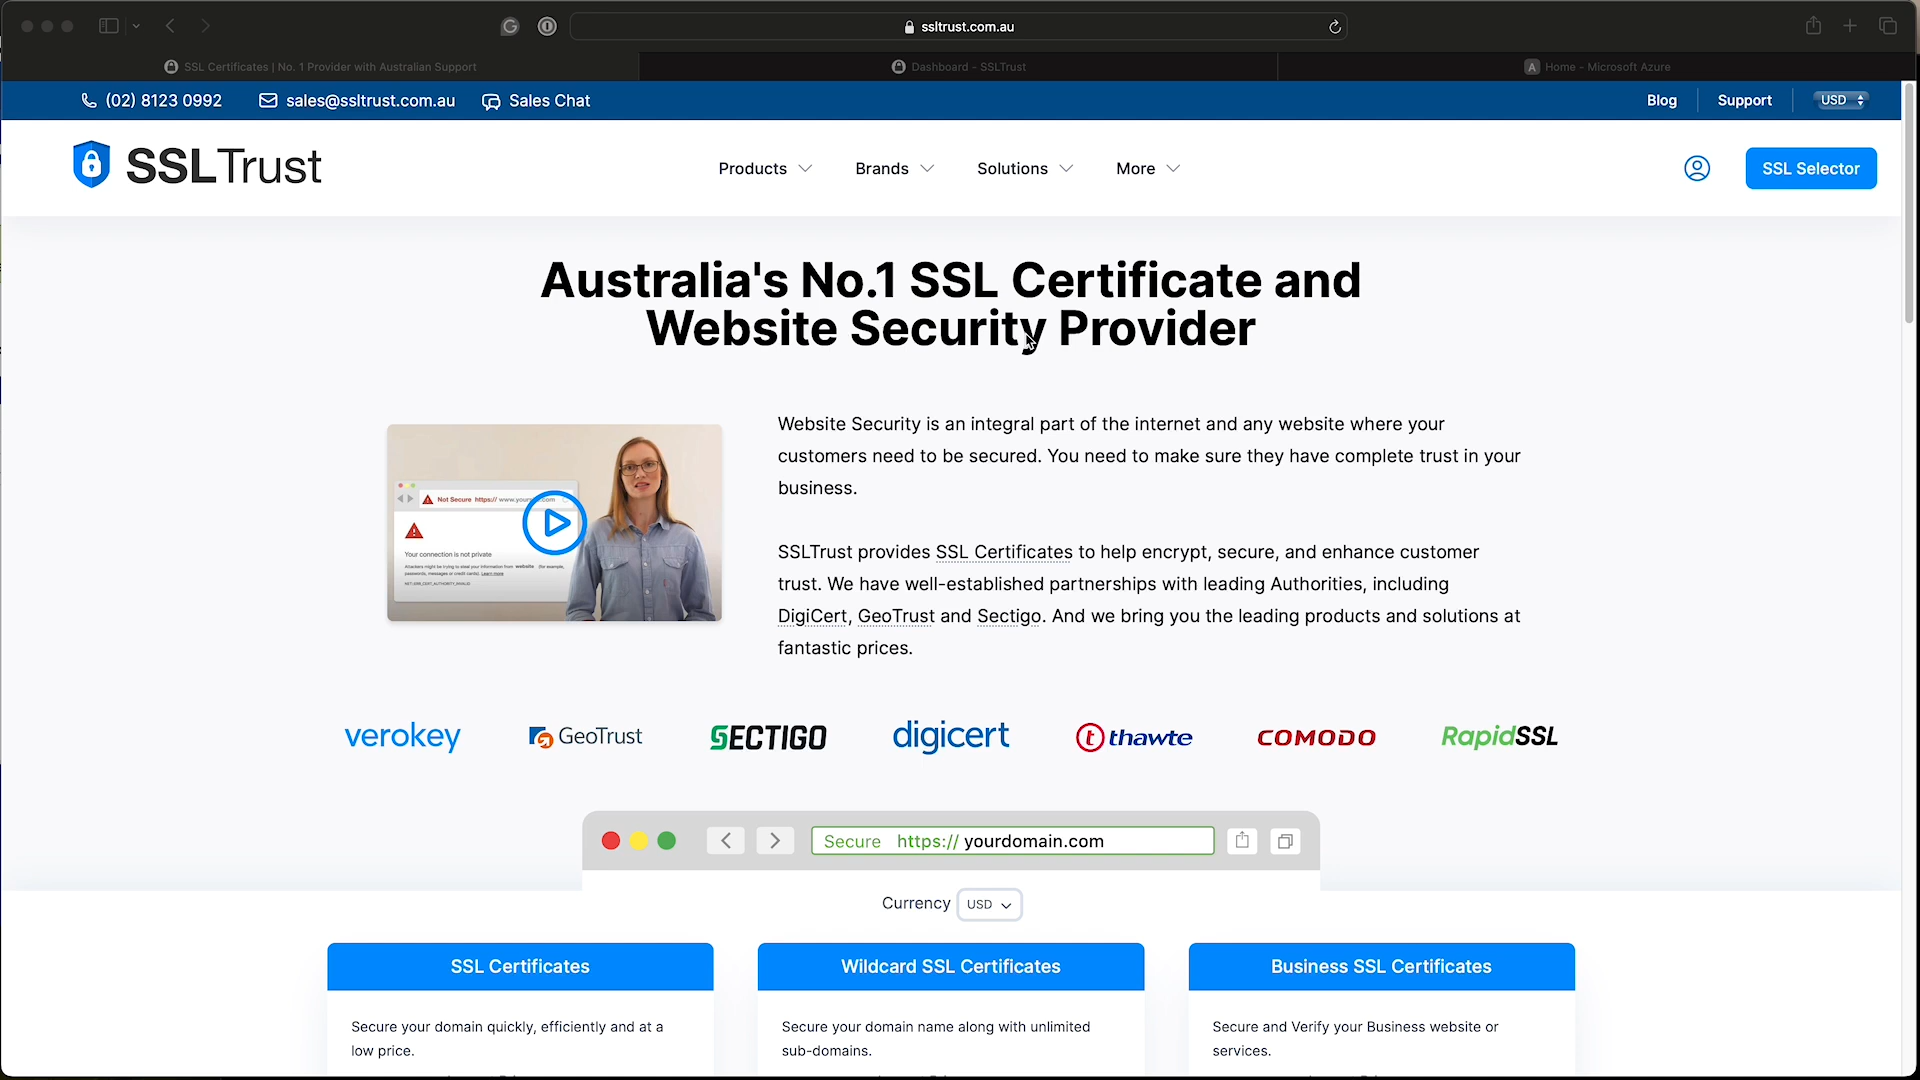 ssltrust.com.au
SSL Certificates | No. 1 Provider with Australian Support
Dashboard - SSLTrust
A Home - Microsoft Azure
(02) 8123 0992
sales@ssltrust.com.au
Sales Chat
Blog
Support
USD
SSLTrust
Products
Brands
Solutions
More
SSL Selector
Australia's No.1 SSL Certificate and
Website Security Provider
Not Secure https://
Your connection is not private
Attackers might be trying to steal your information from website (for example,
passwords, messages or credit cards). Learn more
NET::ERR_CERT_AUTHORITY_INVALID
Website Security is an integral part of the internet and any website where your
customers need to be secured. You need to make sure they have complete trust in your
business.
SSLTrust provides SSL Certificates to help encrypt, secure, and enhance customer
trust. We have well-established partnerships with leading Authorities, including
DigiCert, GeoTrust and Sectigo. And we bring you the leading products and solutions at
fantastic prices.
verokey
GeoTrust
SECTIGO
digicert
t thawte
COMODO
RapidSSL
Secure https:// yourdomain.com
Currency USD
SSL Certificates
Wildcard SSL Certificates
Business SSL Certificates
Secure your domain quickly, efficiently and at a
low price.
Secure your domain name along with unlimited
sub-domains.
Secure and Verify your Business website or
services.